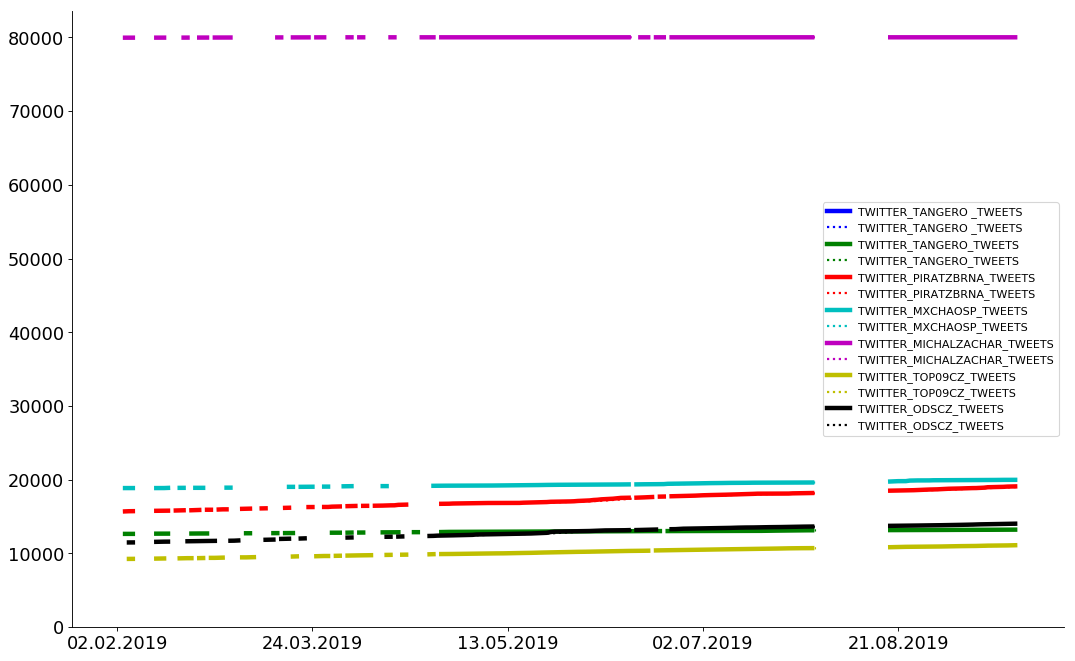 80000
70000
60000
50000
40000
30000
20000
10000
0
02.02.2019
24.03.2019
13.05.2019
02.07.2019
21.08.2019
TWITTER_TANGERO _TWEETS
TWITTER_TANGERO _TWEETS
TWITTER_TANGERO_TWEETS
TWITTER_TANGERO_TWEETS
TWITTER_PIRATZBRNA_TWEETS
TWITTER_PIRATZBRNA_TWEETS
TWITTER_MXCHAOSP_TWEETS
TWITTER_MXCHAOSP_TWEETS
TWITTER_MICHALZACHAR_TWEETS
TWITTER_MICHALZACHAR_TWEETS
TWITTER_TOP09CZ_TWEETS
TWITTER_TOP09CZ_TWEETS
TWITTER_ODSCZ_TWEETS
TWITTER_ODSCZ_TWEETS